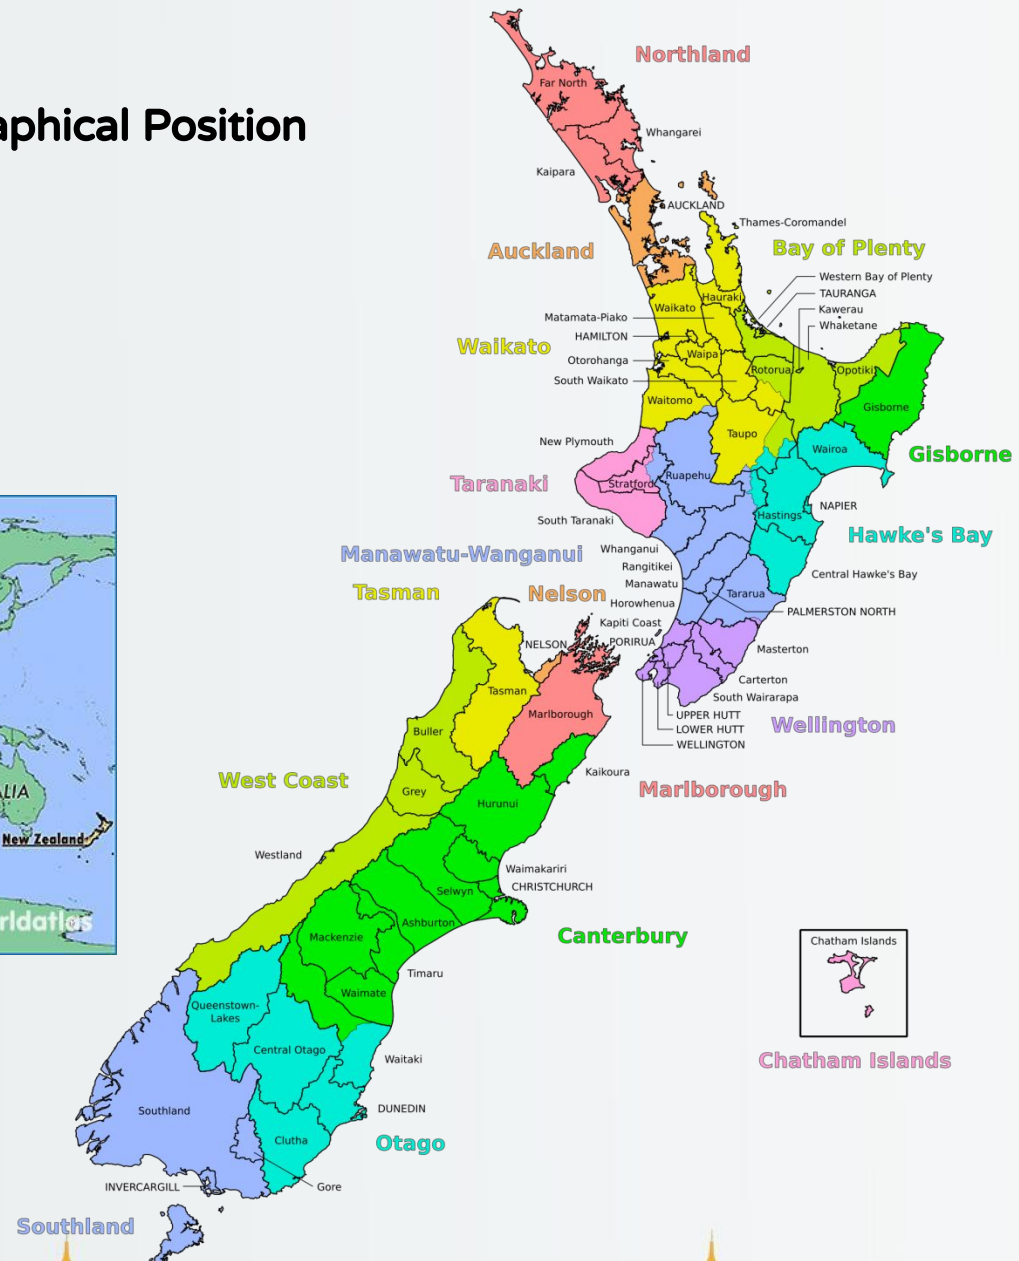 aphical Position
Northland
Far North
Whangarei
Kaipara
AUCKLAND
Thames-Coromandel
Auckland
Bay of Plenty
Western Bay of Plenty
TAURANGA
Kawerau
Whaketane
Hauraki
Waikato
Matamata-Piako
HAMILTON
Waikato
Waipa
Otorohanga
Rotorua
Opotiki
South Waikato
Waitomo
Gisborne
Taupo
New Plymouth
Wairoa
Gisborne
Taranaki
Stratford
Ruapehu
NAPIER
South Taranaki
Hastings
Hawke's Bay
Whanganui
Manawatu-Wanganui
Rangitikei
Central Hawke's Bay
Manawatu
Tasman
Nelson
Tararua
Horowhenua
PALMERSTON NORTH
Kapiti Coast
NELSON
PORIRUA
Masterton
Carterton
Tasman
South Wairarapa
Marlborough
UPPER HUTT
Wellington
LOWER HUTT
Buller
WELLINGTON
Kaikoura
West Coast
Marlborough
Grey
Hurunui
ALIA
New Zealand
Westland
Waimakariri
CHRISTCHURCH
Selwyn
rldatlas
Ashburton
Mackenzie
Canterbury
Chatham Islands
Timaru
Waimate
Queenstown-
Lakes
Central Otago
Waitaki
Chatham Islands
Southland
DUNEDIN
Clutha
Otago
INVERCARGILL
Gore
Southland